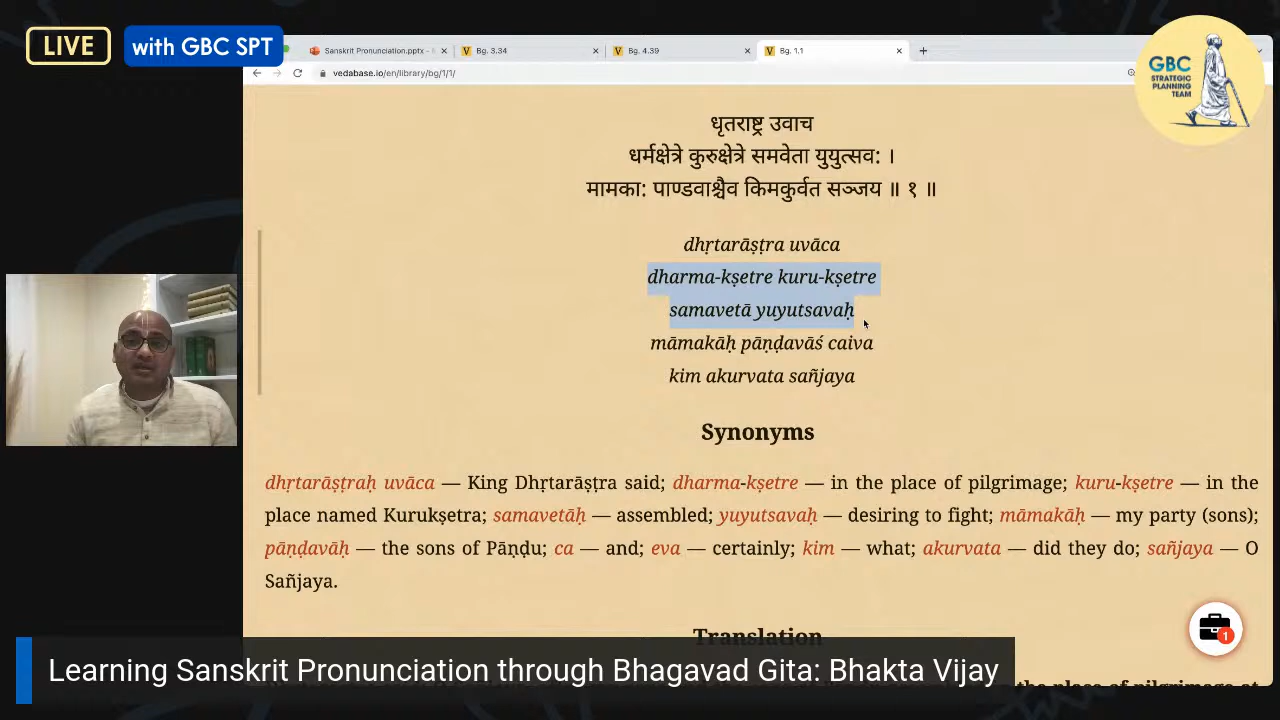 LIVE with GBC SPT
Sanskrit Pronunciation.pptx -
Bg. 3.34
Bg. 4.39
Bg. 1.1
vedabase.io/en/library/bg/1/1/
GBC
STRATEGIC
PLANNING
TEAM
धृतराष्ट्र उवाच
धर्मक्षेत्रे कुरुक्षेत्रे समवेता युयुत्सव: ।
मामका: पाण्डवाश्चैव किमकुर्वत सञ्जय ॥ १ ॥
dhṛtarāṣṭra uvāca
dharma-kṣetre kuru-kṣetre
samavetā yuyutsavaḥ
māmakāḥ pāṇḍavāś caiva
kim akurvata sañjaya
Synonyms
dhṛtarāṣṭraḥ uvāca — King Dhṛtarāṣṭra said; dharma-kṣetre — in the place of pilgrimage; kuru-kṣetre — in the
place named Kurukṣetra; samavetāḥ — assembled; yuyutsavaḥ — desiring to fight; māmakāḥ — my party (sons);
pāṇḍavāḥ — the sons of Pāṇḍu; ca — and; eva — certainly; kim — what; akurvata — did they do; sañjaya — O
Sañjaya.
1
Translation
Learning Sanskrit Pronunciation through Bhagavad Gita: Bhakta Vijay
the place of pilgrimage at